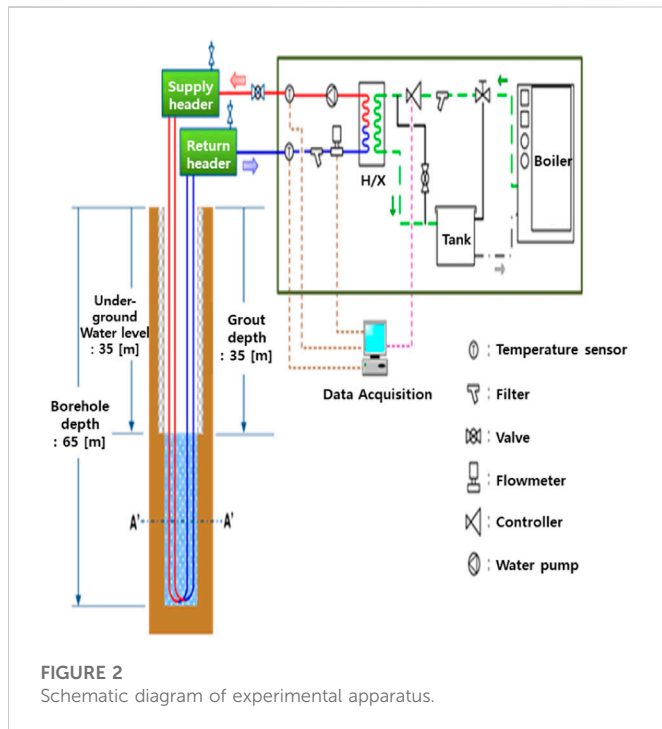 Supply
header
Return
header
H/X
Boiler
Tank
Under-
ground
Water level
: 35 [m]
Grout
depth
: 35 [m]
Borehole
depth
: 65 [m]
A'
A'
Data Acquisition
: Temperature sensor
: Filter
: Valve
: Flowmeter
: Controller
: Water pump
FIGURE 2
Schematic diagram of experimental apparatus.